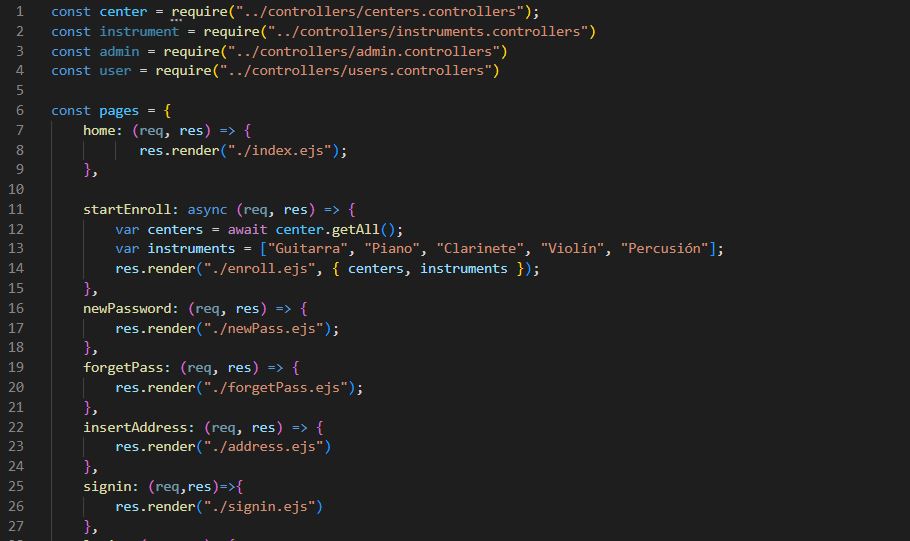 1 const center = require("../controllers/centers.controllers");
2 const instrument = require("../controllers/instruments.controllers")
3 const admin = require("../controllers/admin.controllers")
4 const user = require("../controllers/users.controllers")
5
6 const pages = {
7 home: (req, res) => {
8 res.render("./index.ejs");
9 },
10
11 startEnroll: async (req, res) => {
12 var centers = await center.getAll();
13 var instruments = ["Guitarra", "Piano", "Clarinete", "Violín", "Percusión"];
14 res.render("./enroll.ejs", { centers, instruments });
15 },
16 newPassword: (req, res) => {
17 res.render("./newPass.ejs");
18 },
19 forgetPass: (req, res) => {
20 res.render("./forgetPass.ejs");
21 },
22 insertAddress: (req, res) => {
23 res.render("./address.ejs")
24 },
25 signin: (req,res)=>{
26 res.render("./signin.ejs")
27 },